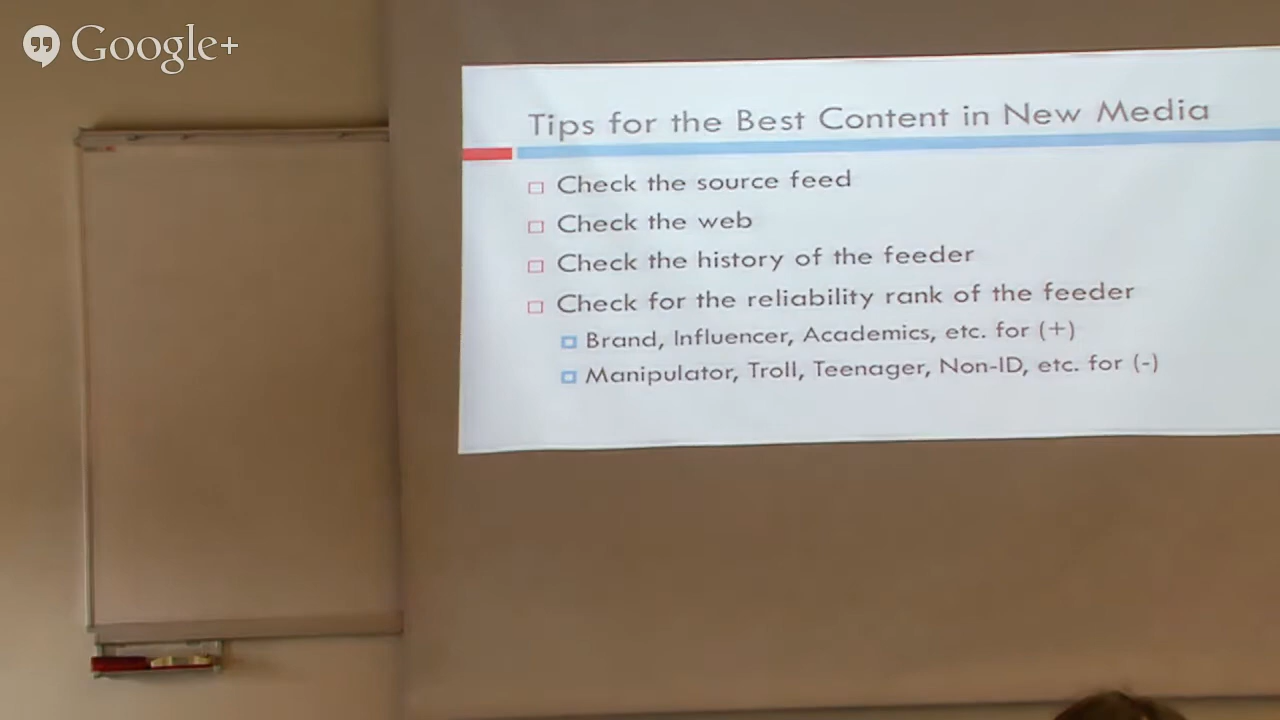 Google+
Tips for the Best Content in New Media
Check the source feed
Check the web
Check the history of the feeder
Check for the reliability rank of the feeder
Brand, Influencer, Academics, etc. for (+)
Manipulator, Troll, Teenager, Non-ID, etc. for (-)